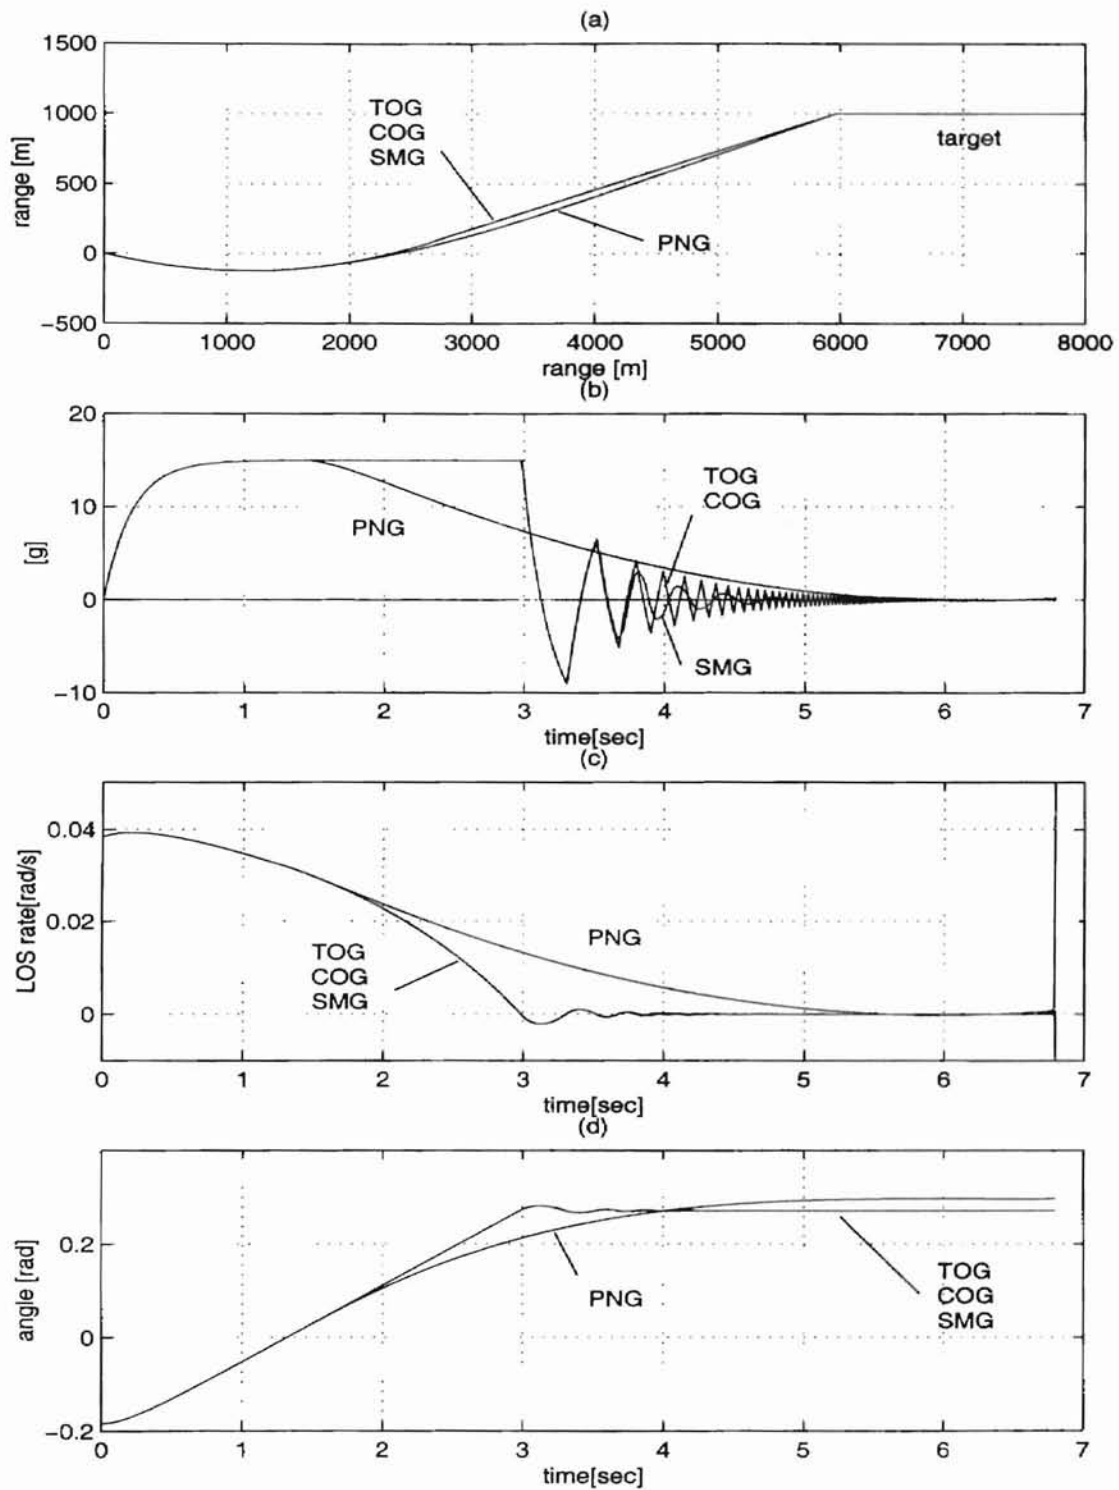 (a)
1500
1000
500
0
−500
range [m]
TOG
COG
SMG
PNG
target
0 1000 2000 3000 4000 5000 6000 7000 8000
range [m]
(b)
20
10
0
−10
[g]
PNG
TOG
COG
SMG
0 1 2 3 4 5 6 7
time[sec]
(c)
0.04
0.02
0
LOS rate[rad/s]
TOG
COG
SMG
PNG
0 1 2 3 4 5 6 7
time[sec]
(d)
0.2
0
−0.2
angle [rad]
PNG
TOG
COG
SMG
0 1 2 3 4 5 6 7
time[sec]